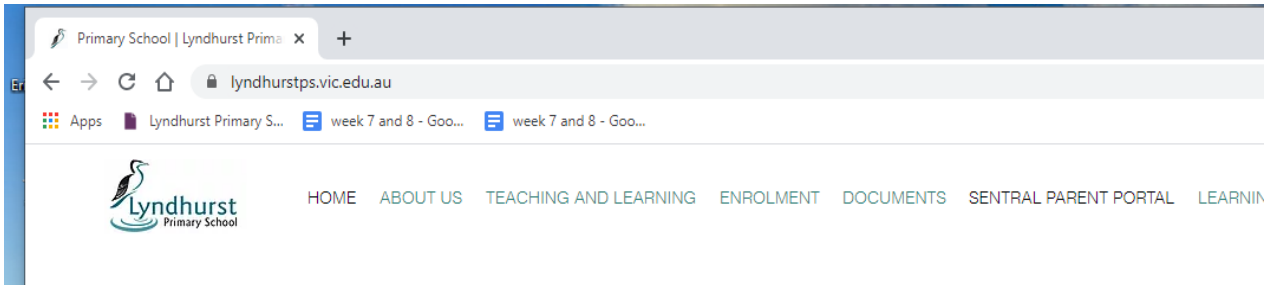 Primary School | Lyndhurst Prima
Er
lyndhurstps.vic.edu.au
Apps Lyndhurst Primary S... week 7 and 8 - Goo... week 7 and 8 - Goo...
Lyndhurst
Primary School
HOME ABOUT US TEACHING AND LEARNING ENROLMENT DOCUMENTS SENTRAL PARENT PORTAL LEARNIN